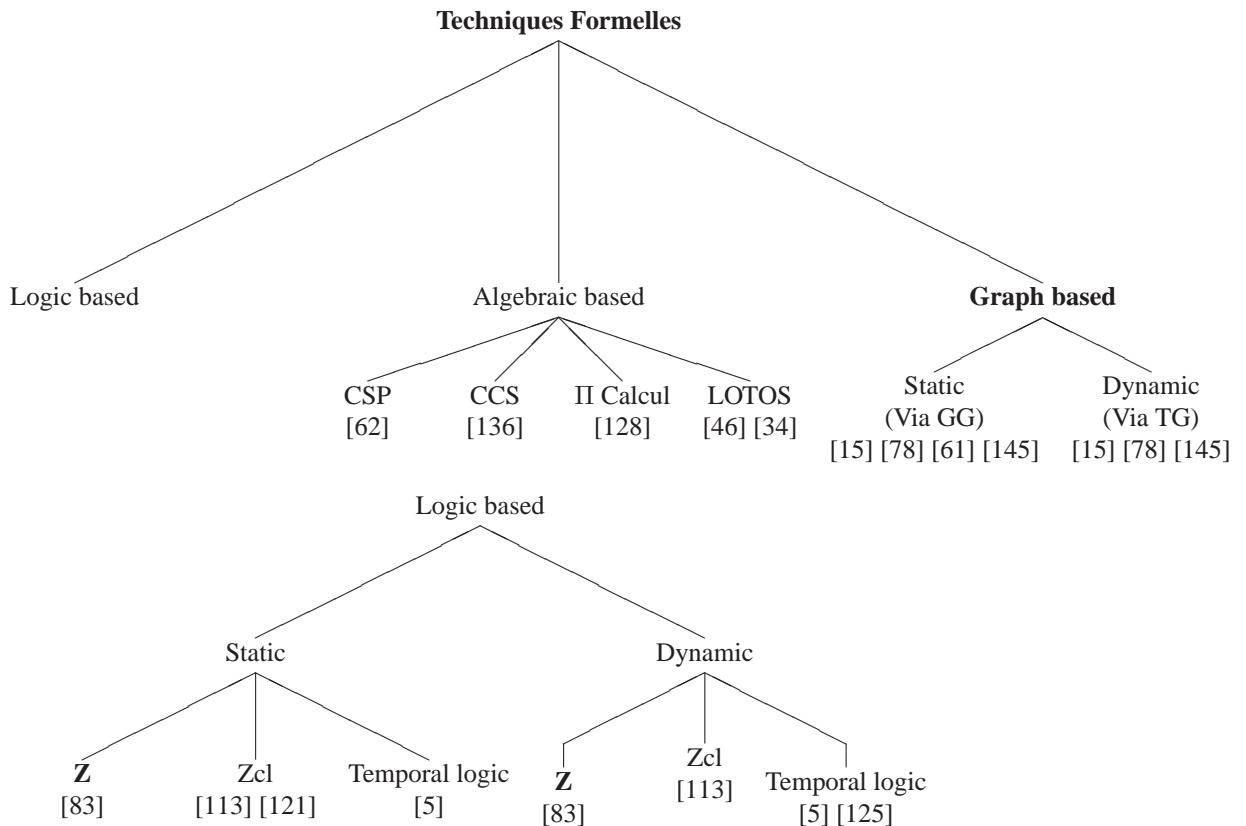 Techniques Formelles
Logic based
Algebraic based
Graph based
CSP
[62]
CCS
[136]
Π Calcul
[128]
LOTOS
[46] [34]
Static
(Via GG)
[15] [78] [61] [145]
Dynamic
(Via TG)
[15] [78] [145]
Logic based
Static
Dynamic
Z
[83]
Zcl
[113] [121]
Temporal logic
[5]
Z
[83]
Zcl
[113]
Temporal logic
[5] [125]